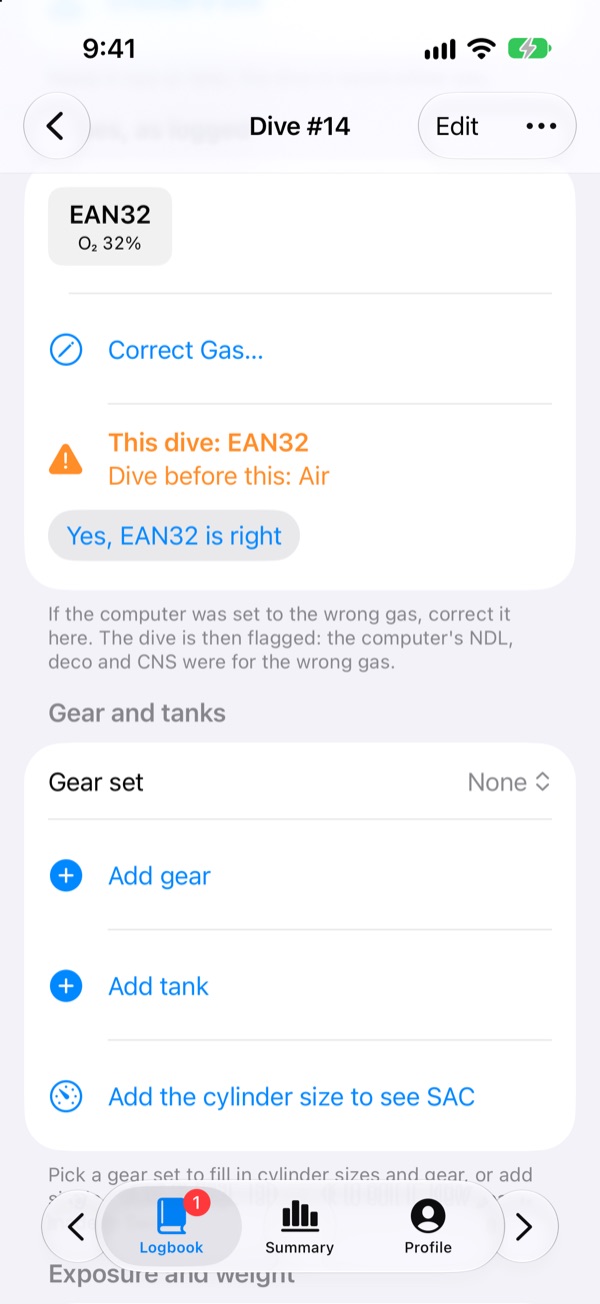 9:41
Dive #14
Edit
EAN32
O₂ 32%
Correct Gas...
This dive: EAN32
Dive before this: Air
Yes, EAN32 is right
If the computer was set to the wrong gas, correct it
here. The dive is then flagged: the computer's NDL,
deco and CNS were for the wrong gas.
Gear and tanks
Gear set
None
Add gear
Add tank
Add the cylinder size to see SAC
Pick a gear set to fill in cylinder sizes and gear, or add
1
Logbook
Summary
Profile
Exposure and weight